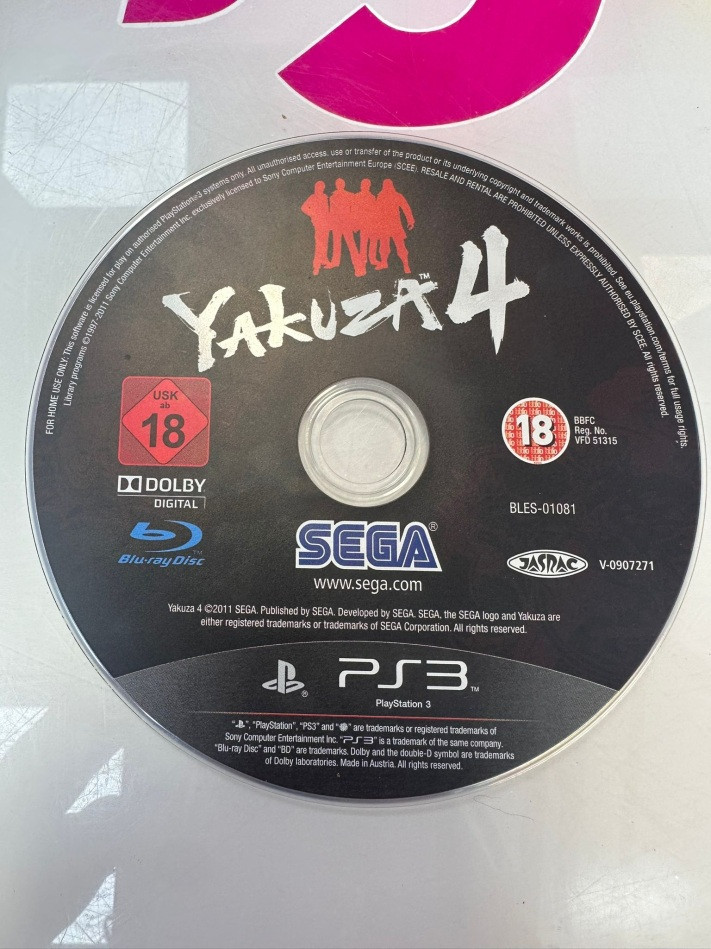 FOR HOME USE ONLY: This software is licensed for play on authorised PlayStation®3 systems only. All unauthorised access, use or transfer of the product or its underlying copyright and trademark works is prohibited. See eu.playstation.com/terms for full usage rights.
Library programs ©1997-2011 Sony Computer Entertainment Inc. exclusively licensed to Sony Computer Entertainment Europe (SCEE). RESALE AND RENTAL ARE PROHIBITED UNLESS EXPRESSLY AUTHORISED BY SCEE. All rights reserved.
YAKUZA™ 4
USK
ab
18
18
BBFC
Reg. No.
VFD 51315
DOLBY
DIGITAL
BLES-01081
Blu-ray Disc™
SEGA®
JASRAC
V-0907271
www.sega.com
Yakuza 4 ©2011 SEGA. Published by SEGA. Developed by SEGA. SEGA, the SEGA logo and Yakuza are
either registered trademarks or trademarks of SEGA Corporation. All rights reserved.
PS3™
PlayStation 3
“ ”, “PlayStation”, “PS3” and “ ” are trademarks or registered trademarks of
Sony Computer Entertainment Inc. “PS3” is a trademark of the same company.
“Blu-ray Disc” and “BD” are trademarks. Dolby and the double-D symbol are trademarks
of Dolby laboratories. Made in Austria. All rights reserved.